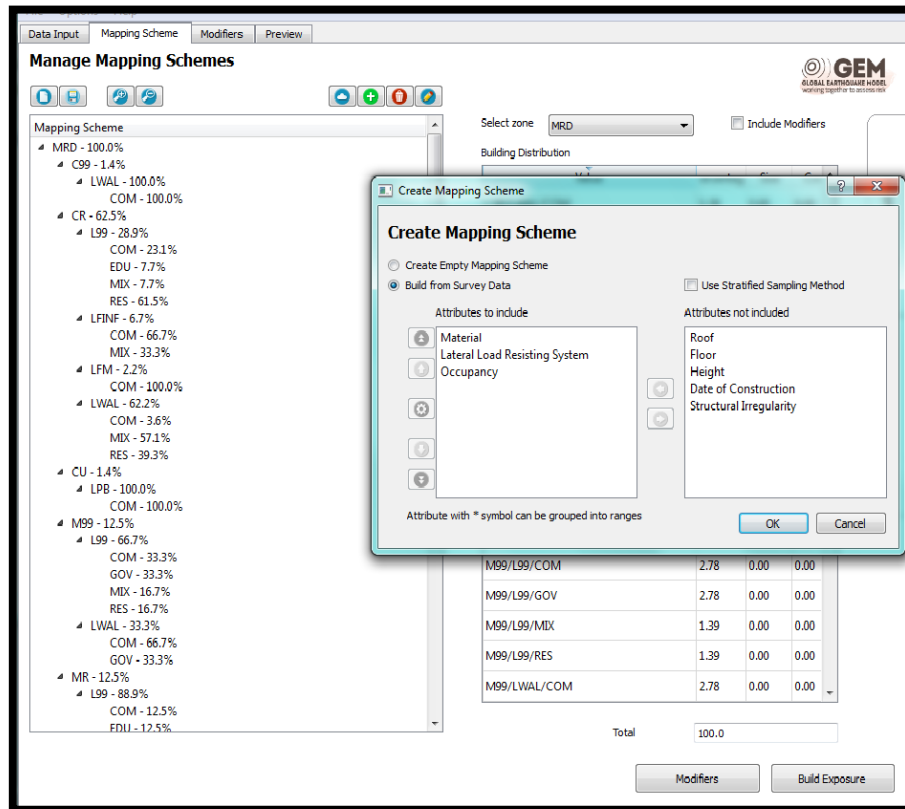 Data Input Mapping Scheme Modifiers Preview
Manage Mapping Schemes
GEM
GLOBAL EARTHQUAKE MODEL
working together to assess risk
Mapping Scheme
MRD - 100.0%
C99 - 1.4%
LWAL - 100.0%
COM - 100.0%
CR - 62.5%
L99 - 28.9%
COM - 23.1%
EDU - 7.7%
MIX - 7.7%
RES - 61.5%
LFINF - 6.7%
COM - 66.7%
MIX - 33.3%
LFM - 2.2%
COM - 100.0%
LWAL - 62.2%
COM - 3.6%
MIX - 57.1%
RES - 39.3%
CU - 1.4%
LPB - 100.0%
COM - 100.0%
M99 - 12.5%
L99 - 66.7%
COM - 33.3%
GOV - 33.3%
MIX - 16.7%
RES - 16.7%
LWAL - 33.3%
COM - 66.7%
GOV - 33.3%
MR - 12.5%
L99 - 88.9%
COM - 12.5%
EDU - 12.5%
Select zone MRD Include Modifiers
Building Distribution
Create Mapping Scheme
Create Mapping Scheme
Create Empty Mapping Scheme
Build from Survey Data Use Stratified Sampling Method
Attributes to include Attributes not included
Material Roof
Lateral Load Resisting System Floor
Occupancy Height
Date of Construction
Structural Irregularity
Attribute with * symbol can be grouped into ranges
OK Cancel
M99/L99/COM 2.78 0.00 0.00
M99/L99/GOV 2.78 0.00 0.00
M99/L99/MIX 1.39 0.00 0.00
M99/L99/RES 1.39 0.00 0.00
M99/LWAL/COM 2.78 0.00 0.00
Total 100.0
Modifiers Build Exposure